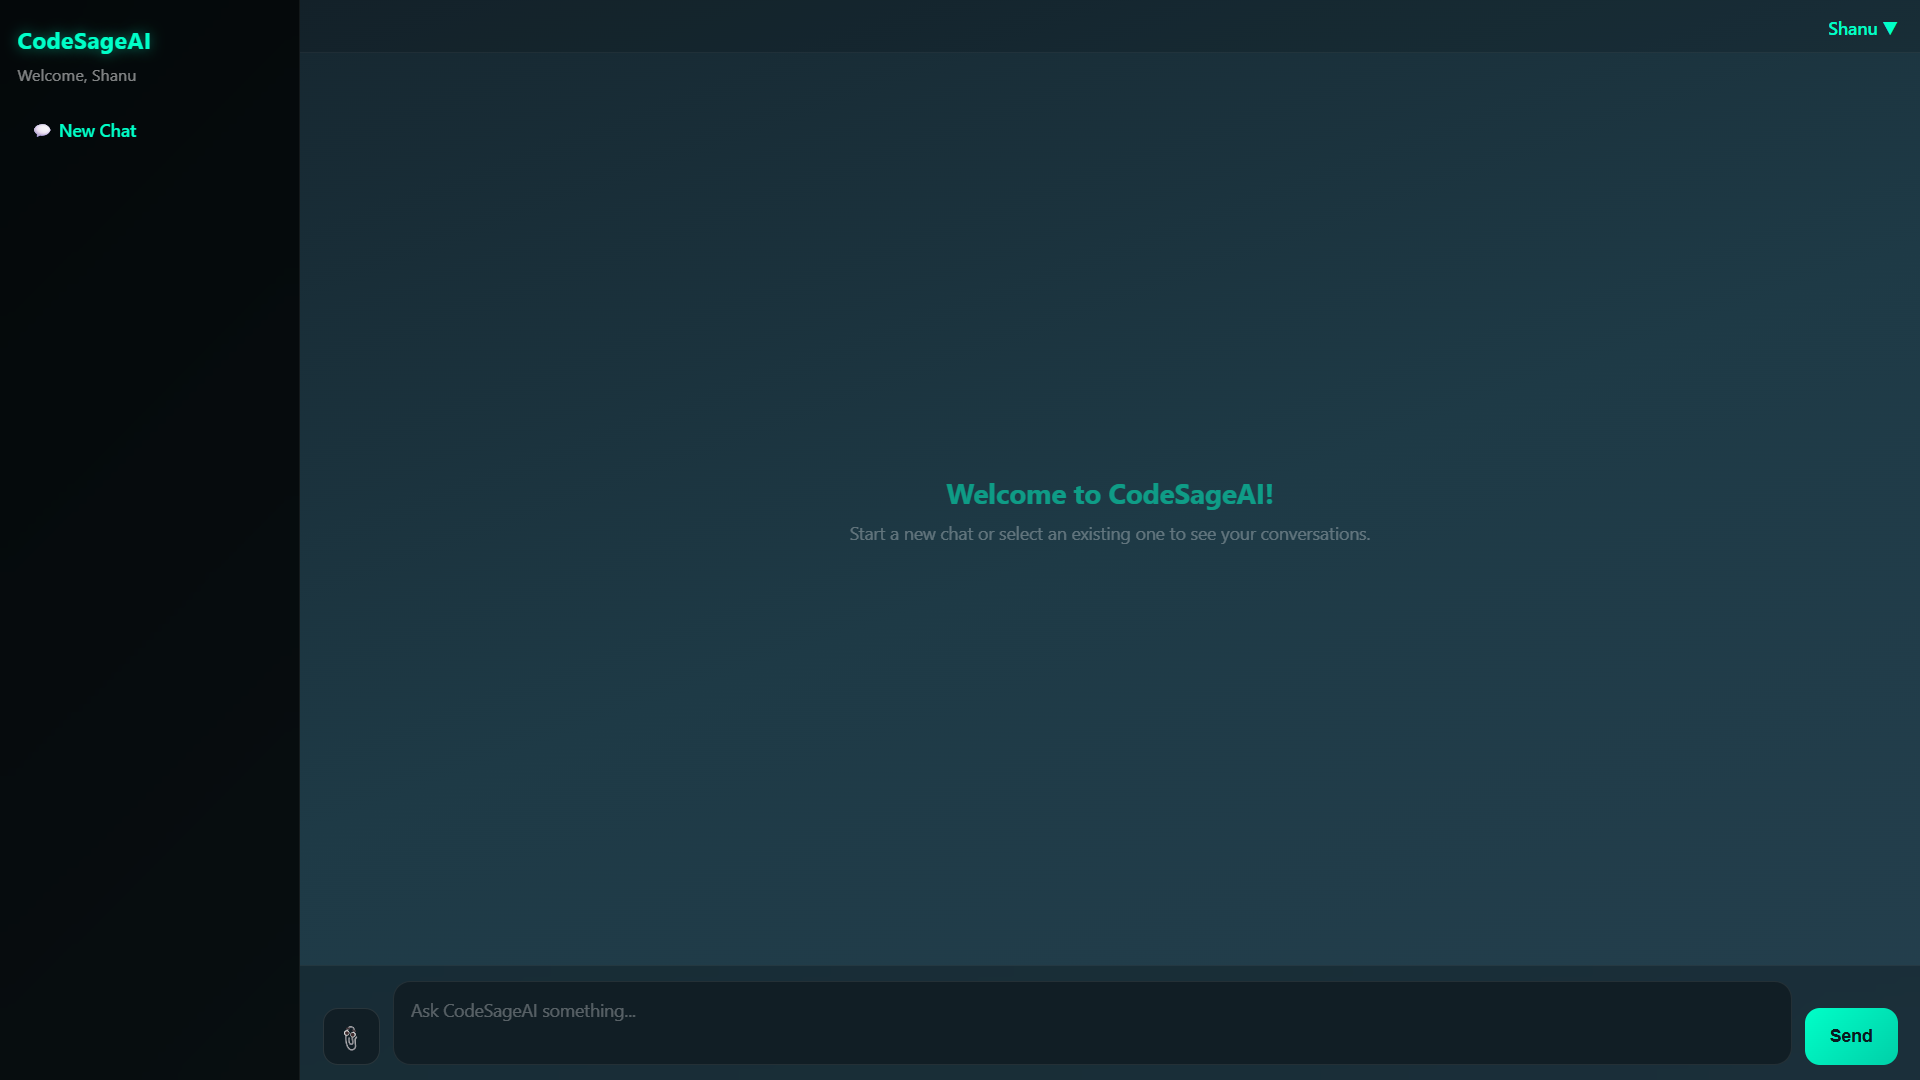 CodeSageAI
Welcome, Shanu
New Chat
Shanu ▼
Welcome to CodeSageAI!
Start a new chat or select an existing one to see your conversations.
Ask CodeSageAI something...
Send